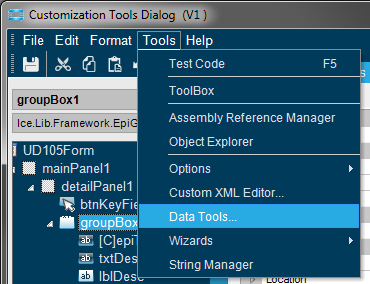 Customization Tools Dialog (V1 )
File Edit Format Tools Help
groupBox1
Ice.Lib.Framework.EpiG
UD105Form
mainPanel1
detailPanel1
btnKeyFie
groupBox
[C]epiT
txtDesc
lblDesc
Test Code F5
ToolBox
Assembly Reference Manager
Object Explorer
Options
Custom XML Editor...
Data Tools...
Wizards
String Manager
Location